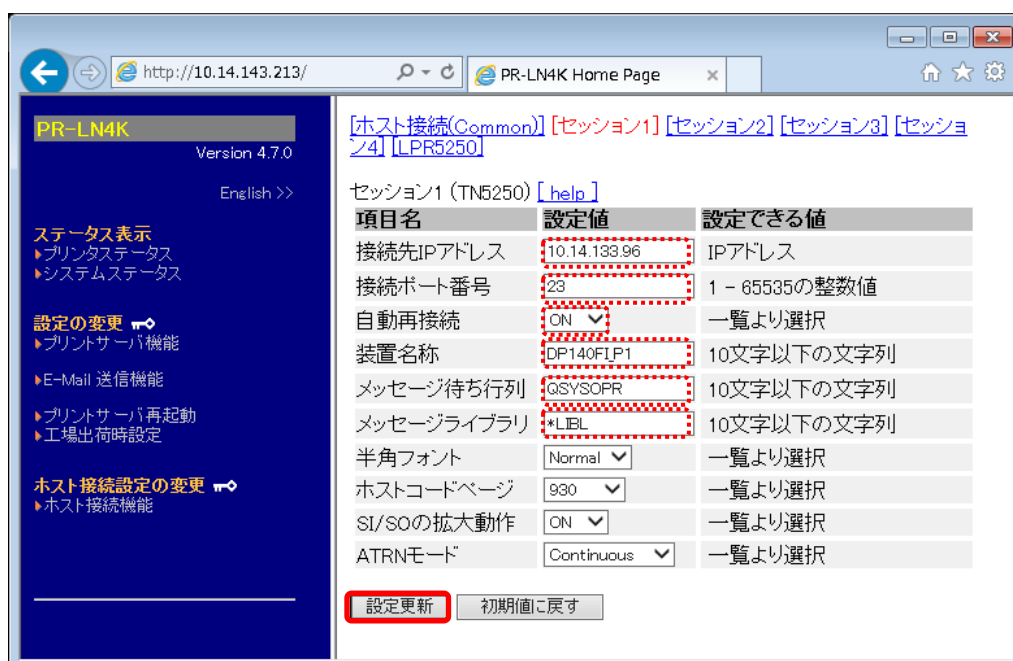 http://10.14.143.213/
PR-LN4K Home Page
PR-LN4K
Version 4.7.0
English >>
ステータス表示
プリンタステータス
システムステータス
設定の変更
プリントサーバ機能
E-Mail 送信機能
プリントサーバ再起動
工場出荷時設定
ホスト接続設定の変更
ホスト接続機能
[ホスト接続(Common)] [セッション1] [セッション2] [セッション3] [セッショ
ン4] [LPR5250]
セッション1 (TN5250) [ help ]
項目名 設定値 設定できる値
接続先IPアドレス 10.14.133.96 IPアドレス
接続ポート番号 23 1 - 65535の整数値
自動再接続 ON 一覧より選択
装置名称 DP140FI_P1 10文字以下の文字列
メッセージ待ち行列 QSYSOPR 10文字以下の文字列
メッセージライブラリ *LIBL 10文字以下の文字列
半角フォント Normal 一覧より選択
ホストコードページ 930 一覧より選択
SI/SOの拡大動作 ON 一覧より選択
ATRNモード Continuous 一覧より選択
設定更新 初期値に戻す